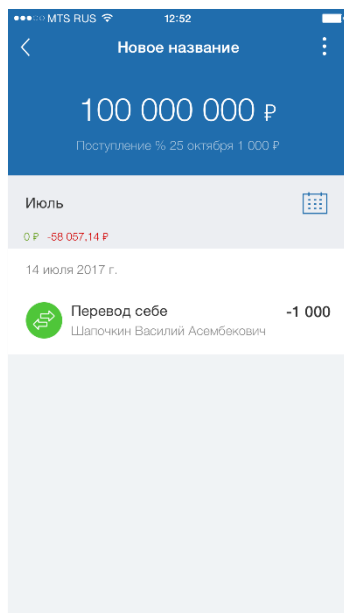 MTS RUS 12:52
Новое название
100 000 000 ₽
Поступление % 25 октября 1 000 ₽
Июль
0 ₽ -58 057,14 ₽
14 июля 2017 г.
Перевод себе -1 000
Шапочкин Василий Асембекович